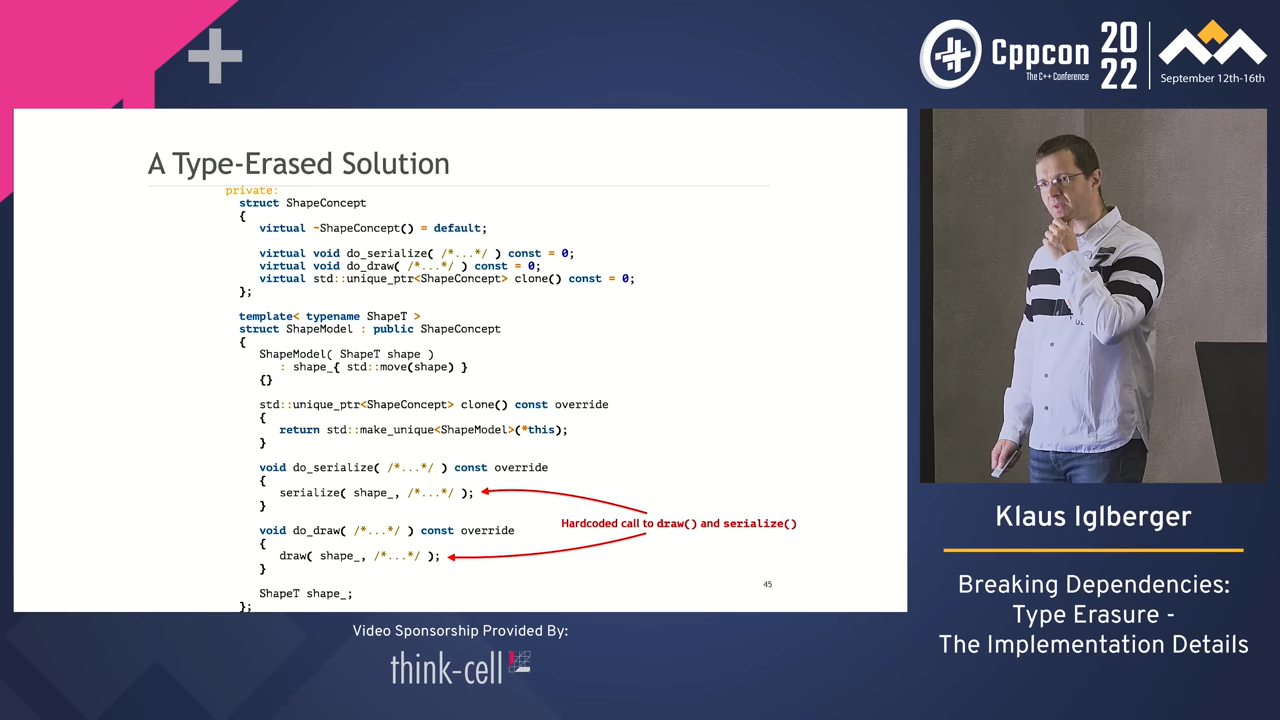 Cppcon
The C++ Conference
20
22
September 12th-16th
A Type-Erased Solution
private:
struct ShapeConcept
{
virtual ~ShapeConcept() = default;
virtual void do_serialize( /*...*/ ) const = 0;
virtual void do_draw( /*...*/ ) const = 0;
virtual std::unique_ptr<ShapeConcept> clone() const = 0;
};
template< typename ShapeT >
struct ShapeModel : public ShapeConcept
{
ShapeModel( ShapeT shape )
: shape_{ std::move(shape) }
{}
std::unique_ptr<ShapeConcept> clone() const override
{
return std::make_unique<ShapeModel>(*this);
}
void do_serialize( /*...*/ ) const override
{
serialize( shape_, /*...*/ );
}
void do_draw( /*...*/ ) const override
{
draw( shape_, /*...*/ );
}
ShapeT shape_;
};
Hardcoded call to draw() and serialize()
45
Klaus Iglberger
Breaking Dependencies:
Type Erasure -
The Implementation Details
Video Sponsorship Provided By:
think-cell